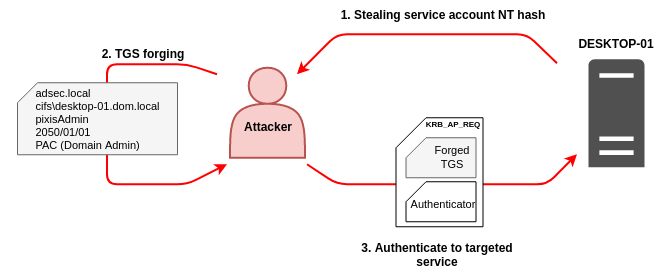 1. Stealing service account NT hash
DESKTOP-01
2. TGS forging
adsec.local
cifs\desktop-01.dom.local
pixisAdmin
2050/01/01
PAC (Domain Admin)
Attacker
KRB_AP_REQ
Forged
TGS
Authenticator
3. Authenticate to targeted
service